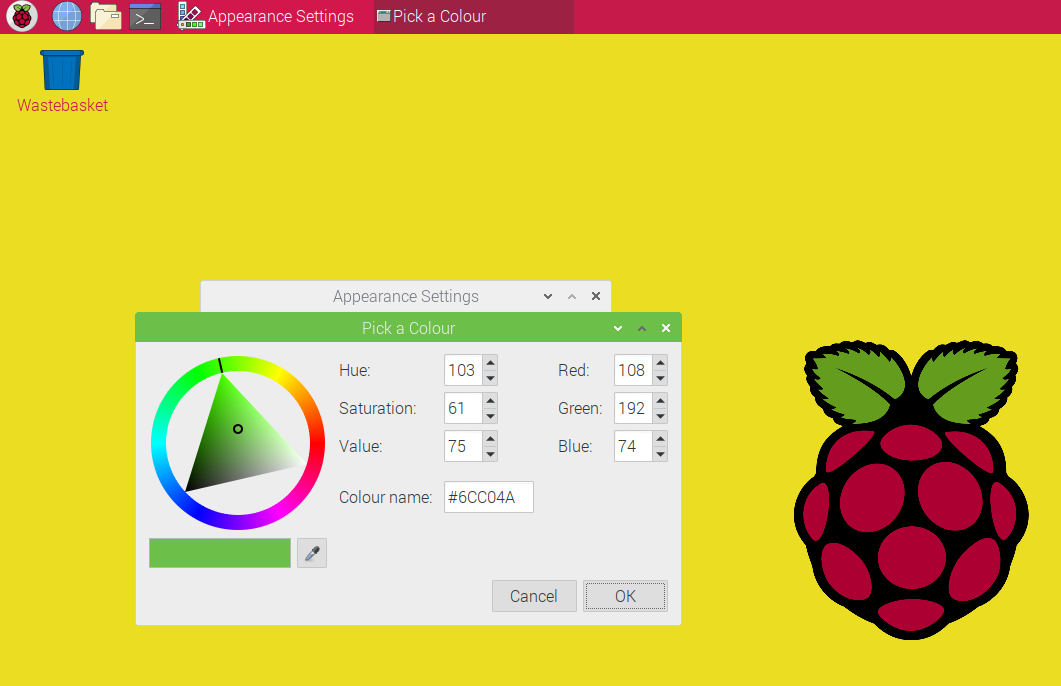 Appearance Settings
Pick a Colour
Wastebasket
Appearance Settings
Pick a Colour
Hue: 103 Red: 108
Saturation: 61 Green: 192
Value: 75 Blue: 74
Colour name: #6CC04A
Cancel OK